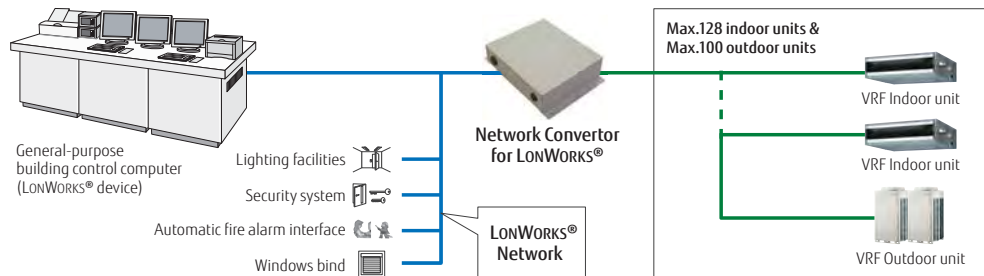 Max.128 indoor units &
Max.100 outdoor units
VRF Indoor unit
Network Convertor
for LONWORKS®
VRF Indoor unit
General-purpose
building control computer
(LONWORKS® device)
Lighting facilities
Security system
Automatic fire alarm interface
Windows bind
LONWORKS®
Network
VRF Outdoor unit